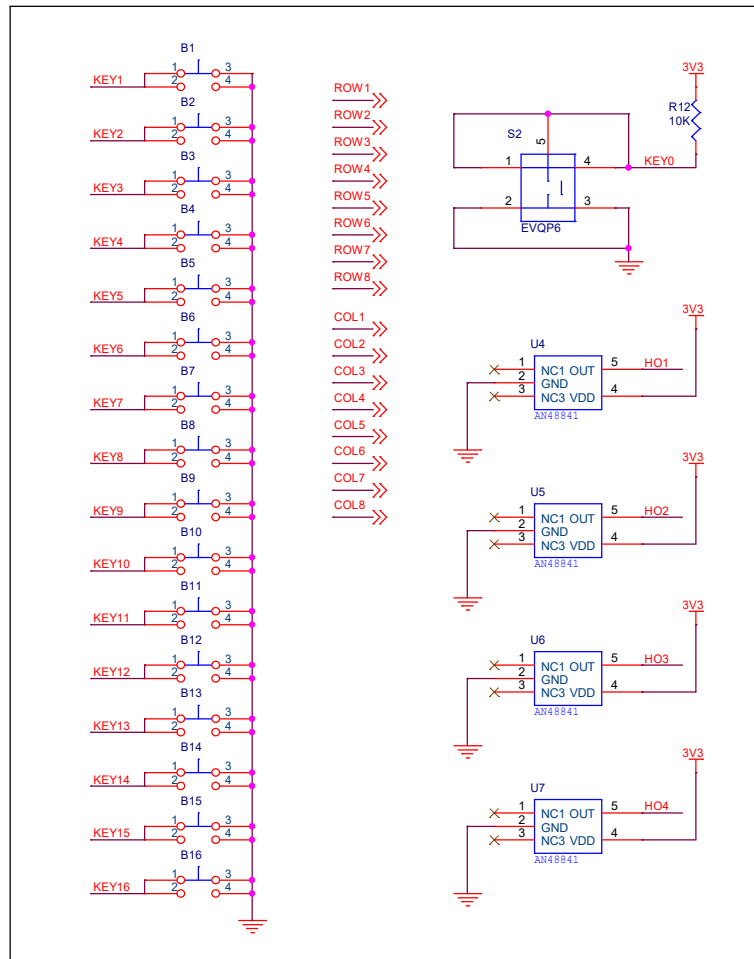 B1
1 3
KEY1 2 4
B2
1 3
KEY2 2 4
B3
1 3
KEY3 2 4
B4
1 3
KEY4 2 4
B5
1 3
KEY5 2 4
B6
1 3
KEY6 2 4
B7
1 3
KEY7 2 4
B8
1 3
KEY8 2 4
B9
1 3
KEY9 2 4
B10
1 3
KEY10 2 4
B11
1 3
KEY11 2 4
B12
1 3
KEY12 2 4
B13
1 3
KEY13 2 4
B14
1 3
KEY14 2 4
B15
1 3
KEY15 2 4
B16
1 3
KEY16 2 4
ROW1
ROW2
ROW3
ROW4
ROW5
ROW6
ROW7
ROW8
COL1
COL2
COL3
COL4
COL5
COL6
COL7
COL8
3V3
R12
10K
S2
5
1 4 KEY0
2 3
EVQP6
3V3
U4
1 NC1 OUT 5 HO1
2 GND
3 NC3 VDD 4
AN48841
3V3
U5
1 NC1 OUT 5 HO2
2 GND
3 NC3 VDD 4
AN48841
3V3
U6
1 NC1 OUT 5 HO3
2 GND
3 NC3 VDD 4
AN48841
3V3
U7
1 NC1 OUT 5 HO4
2 GND
3 NC3 VDD 4
AN48841